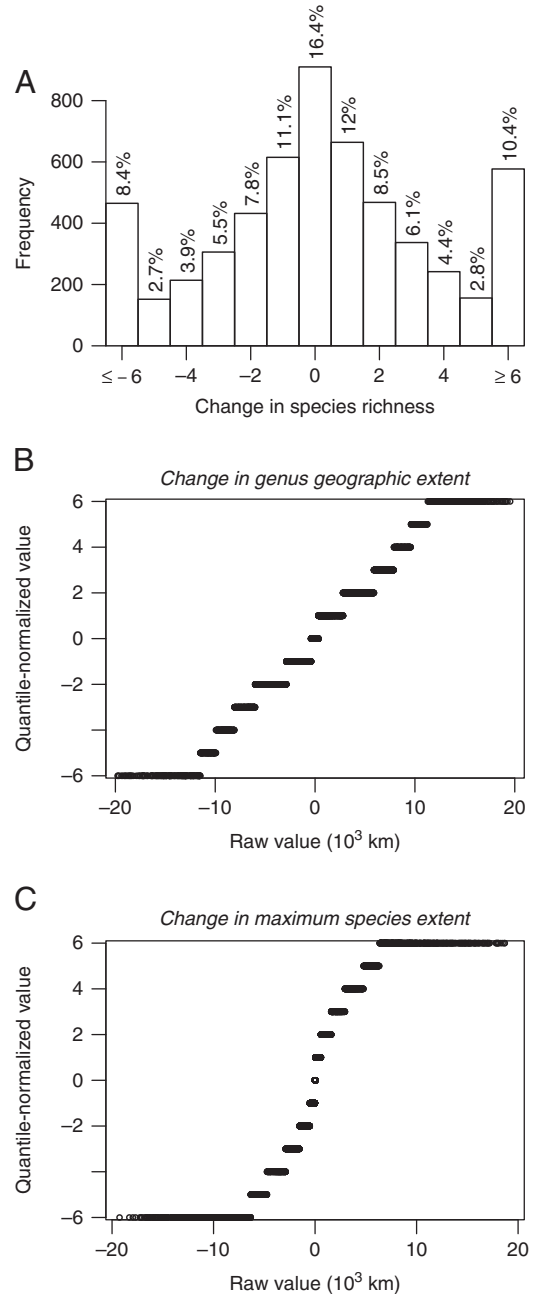 A
Frequency
800
600
400
200
0
8.4%
2.7%
3.9%
5.5%
7.8%
11.1%
16.4%
12%
8.5%
6.1%
4.4%
2.8%
10.4%
≤ −6 −4 −2 0 2 4 ≥ 6
Change in species richness
B
Change in genus geographic extent
Quantile-normalized value
6
4
2
0
−2
−6
−20 −10 0 10 20
Raw value (10³ km)
C
Change in maximum species extent
Quantile-normalized value
6
4
2
0
−2
−6
−20 −10 0 10 20
Raw value (10³ km)